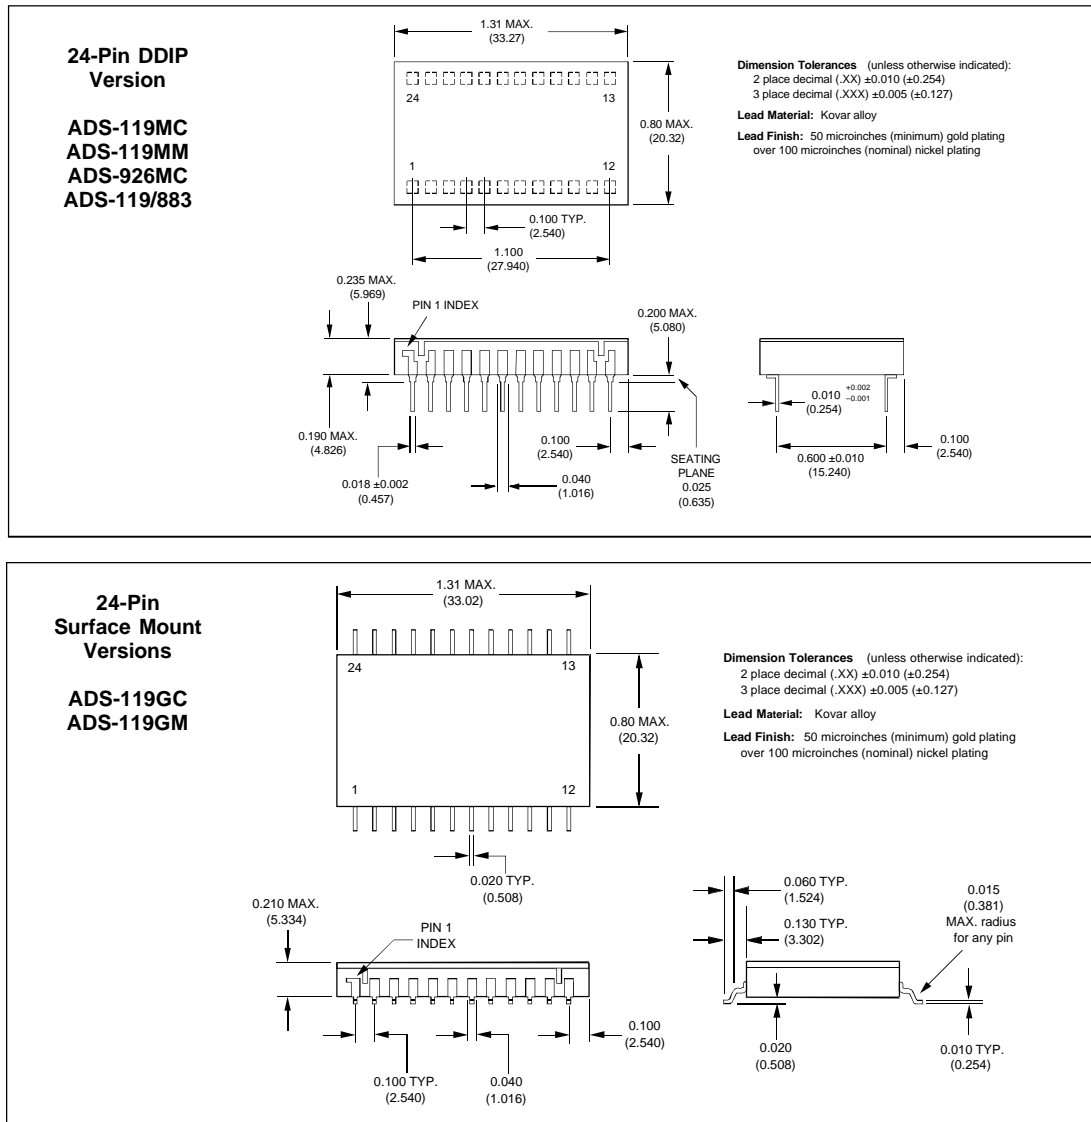 24-Pin DDIP
Version
ADS-119MC
ADS-119MM
ADS-926MC
ADS-119/883
1.31 MAX.
(33.27)
24
13
1
12
0.80 MAX.
(20.32)
0.100 TYP.
(2.540)
1.100
(27.940)
Dimension Tolerances (unless otherwise indicated):
2 place decimal (.XX) ±0.010 (±0.254)
3 place decimal (.XXX) ±0.005 (±0.127)
Lead Material: Kovar alloy
Lead Finish: 50 microinches (minimum) gold plating
over 100 microinches (nominal) nickel plating
0.235 MAX.
(5.969)
PIN 1 INDEX
0.200 MAX.
(5.080)
0.190 MAX.
(4.826)
0.018 ±0.002
(0.457)
0.100
(2.540)
0.040
(1.016)
SEATING
PLANE
0.025
(0.635)
0.010 +0.002
−0.001
(0.254)
0.600 ±0.010
(15.240)
0.100
(2.540)
24-Pin
Surface Mount
Versions
ADS-119GC
ADS-119GM
1.31 MAX.
(33.02)
24
13
1
12
0.80 MAX.
(20.32)
0.020 TYP.
(0.508)
Dimension Tolerances (unless otherwise indicated):
2 place decimal (.XX) ±0.010 (±0.254)
3 place decimal (.XXX) ±0.005 (±0.127)
Lead Material: Kovar alloy
Lead Finish: 50 microinches (minimum) gold plating
over 100 microinches (nominal) nickel plating
0.210 MAX.
(5.334)
PIN 1
INDEX
0.100 TYP.
(2.540)
0.040
(1.016)
0.100
(2.540)
0.060 TYP.
(1.524)
0.130 TYP.
(3.302)
0.015
(0.381)
MAX. radius
for any pin
0.020
(0.508)
0.010 TYP.
(0.254)